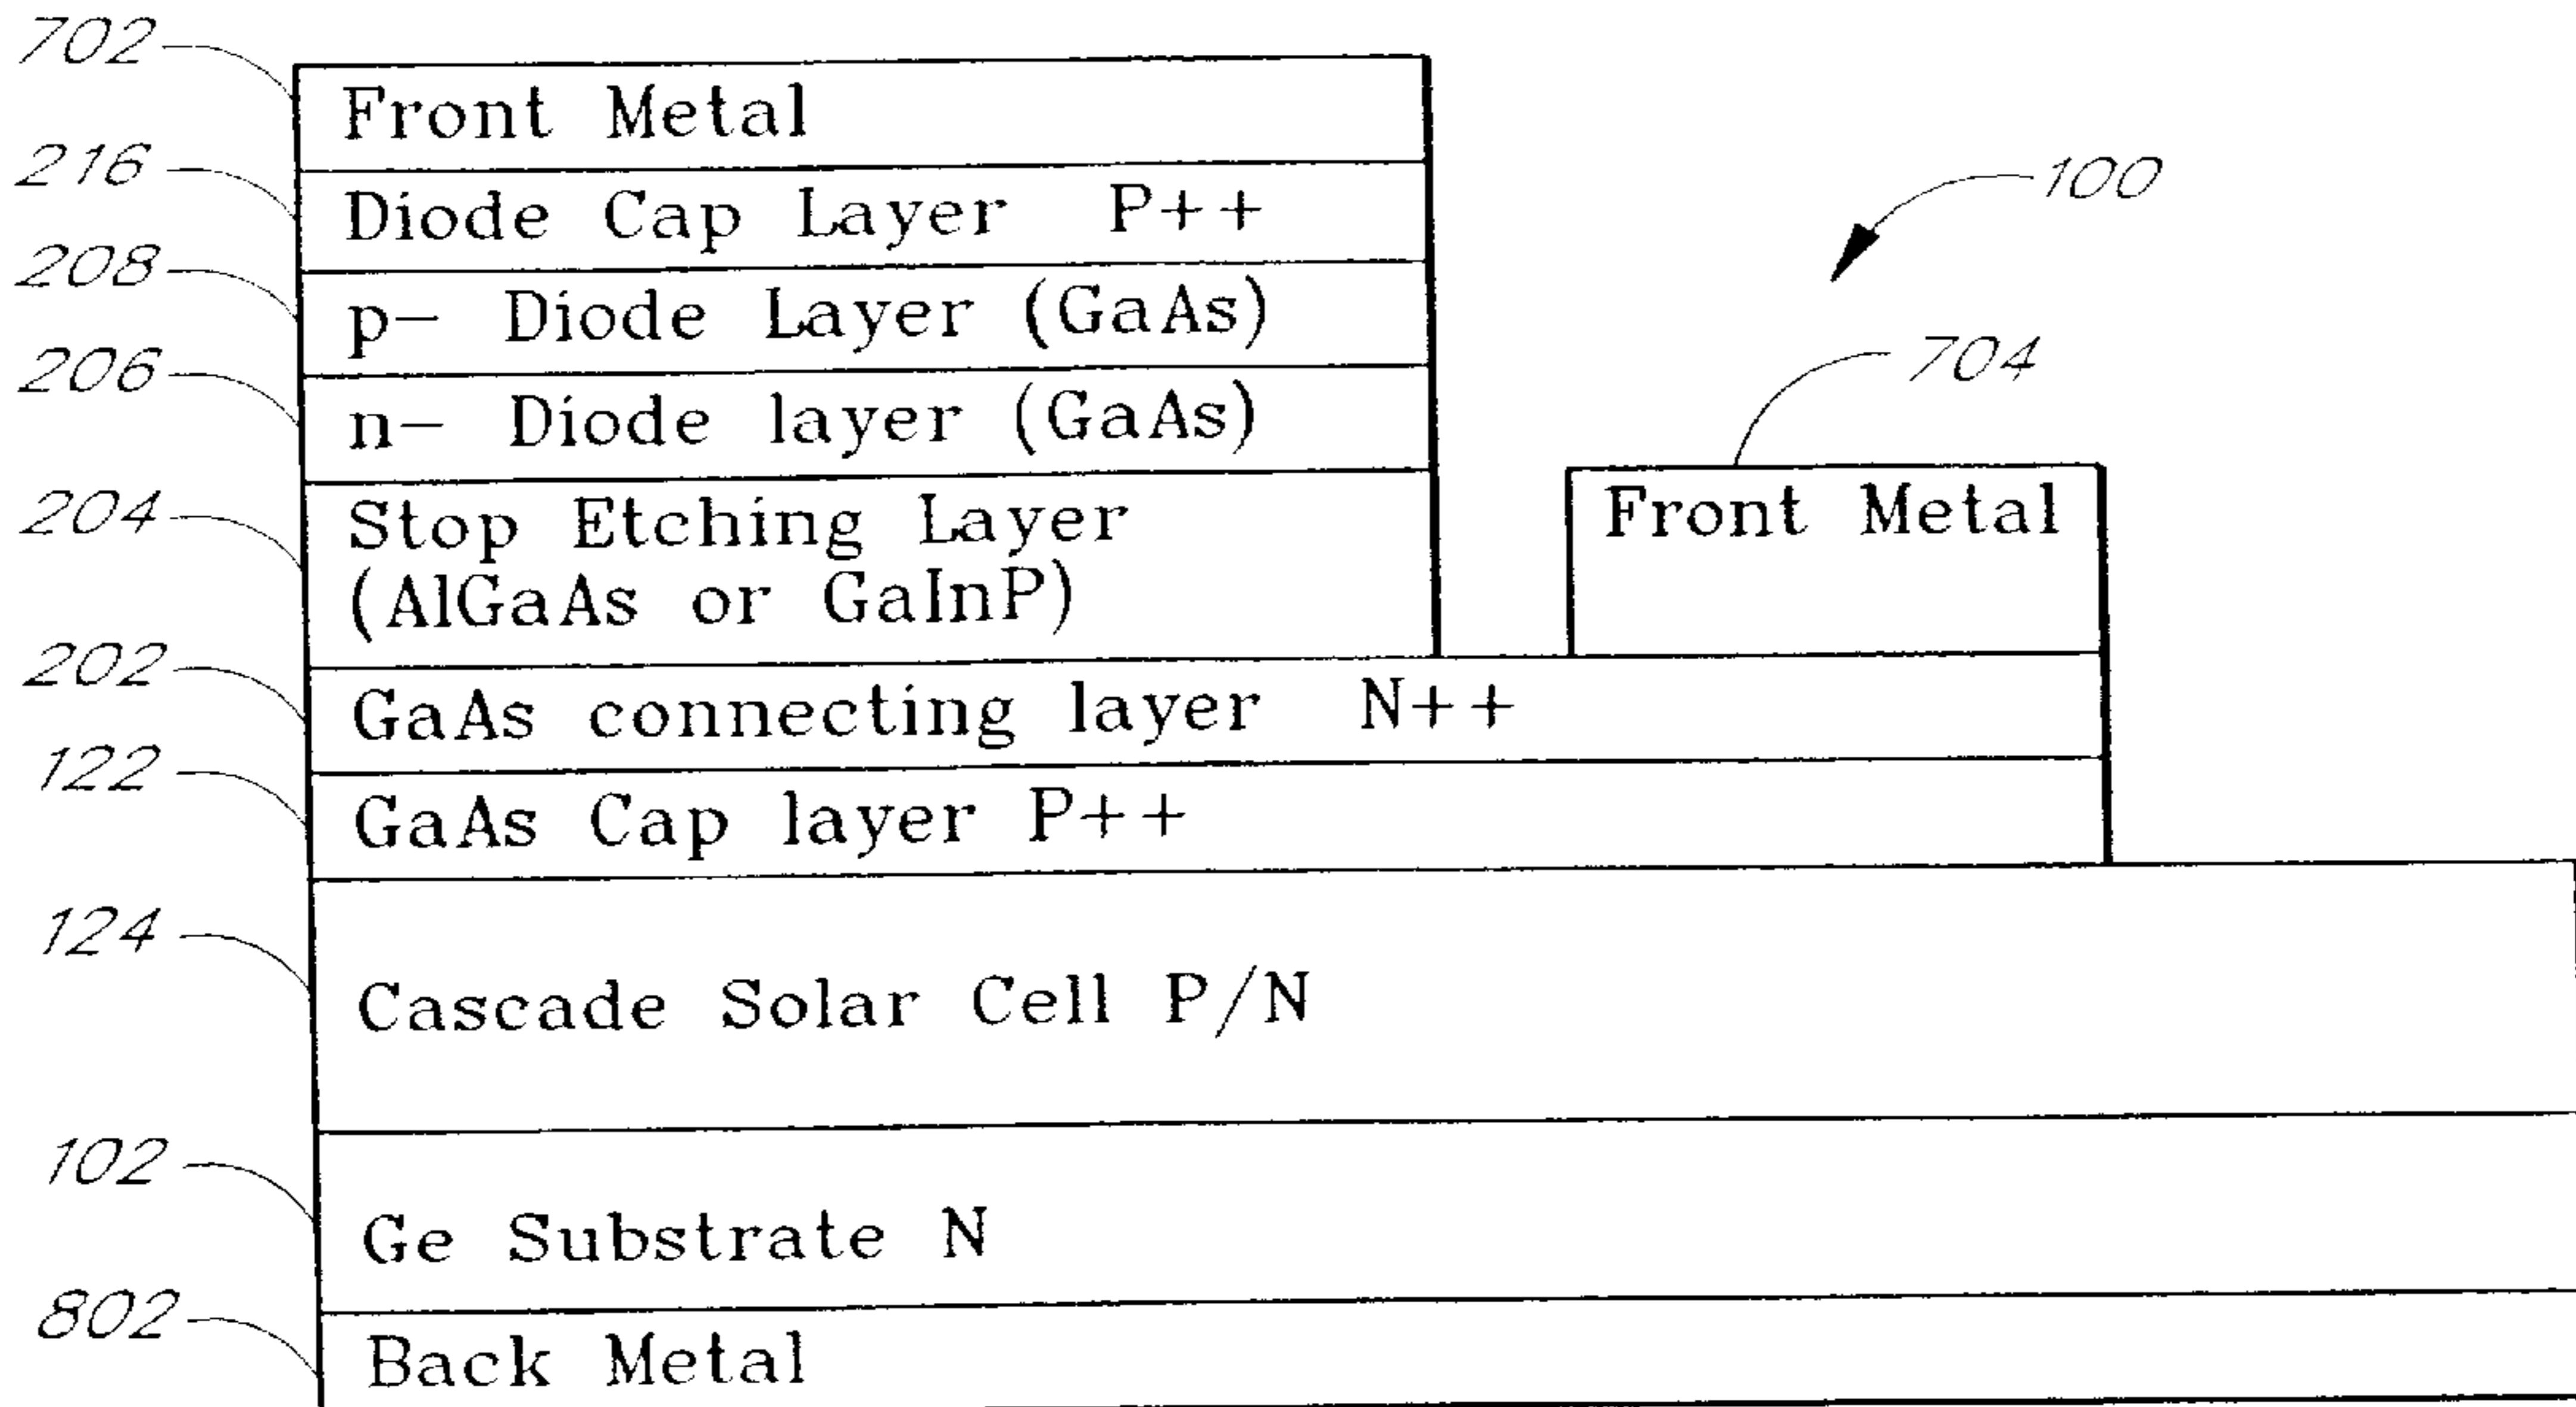 702
Front Metal
216
Diode Cap Layer P++
100
208
p- Diode Layer (GaAs)
206
n- Diode layer (GaAs)
704
204
Stop Etching Layer
(AlGaAs or GaInP)
Front Metal
202
GaAs connecting layer N++
122
GaAs Cap layer P++
124
Cascade Solar Cell P/N
102
Ge Substrate N
802
Back Metal